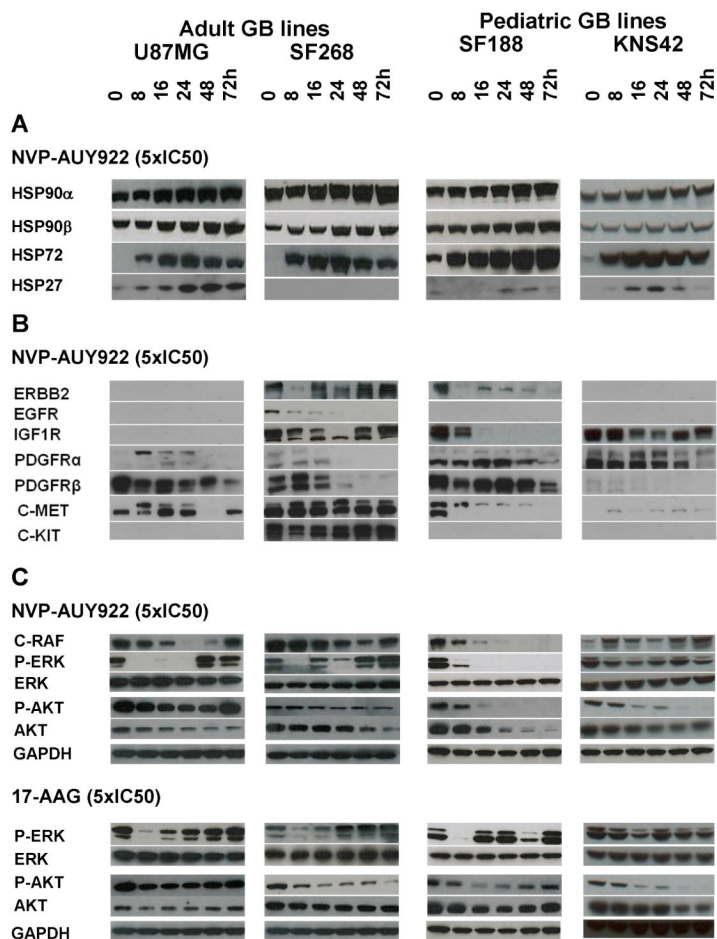 Adult GB lines
Pediatric GB lines
U87MG SF268 SF188 KNS42
0 8 16 24 48 72h 0 8 16 24 48 72h 0 8 16 24 48 72h 0 8 16 24 48 72h
A
NVP-AUY922 (5xIC50)
HSP90α
HSP90β
HSP72
HSP27
B
NVP-AUY922 (5xIC50)
ERBB2
EGFR
IGF1R
PDGFRα
PDGFRβ
C-MET
C-KIT
C
NVP-AUY922 (5xIC50)
C-RAF
P-ERK
ERK
P-AKT
AKT
GAPDH
17-AAG (5xIC50)
P-ERK
ERK
P-AKT
AKT
GAPDH